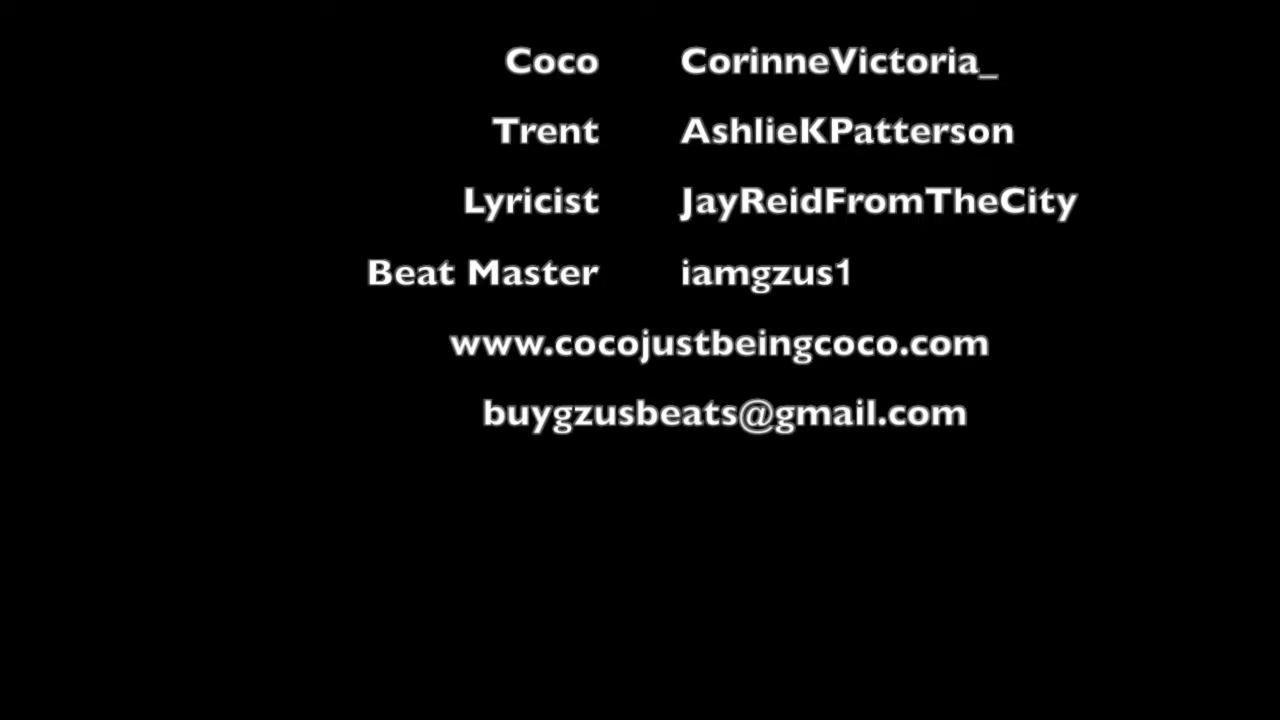 Coco CorinneVictoria_
Trent AshlieKPatterson
Lyricist JayReidFromTheCity
Beat Master iamgzus1
www.cocojustbeingcoco.com
buygzusbeats@gmail.com